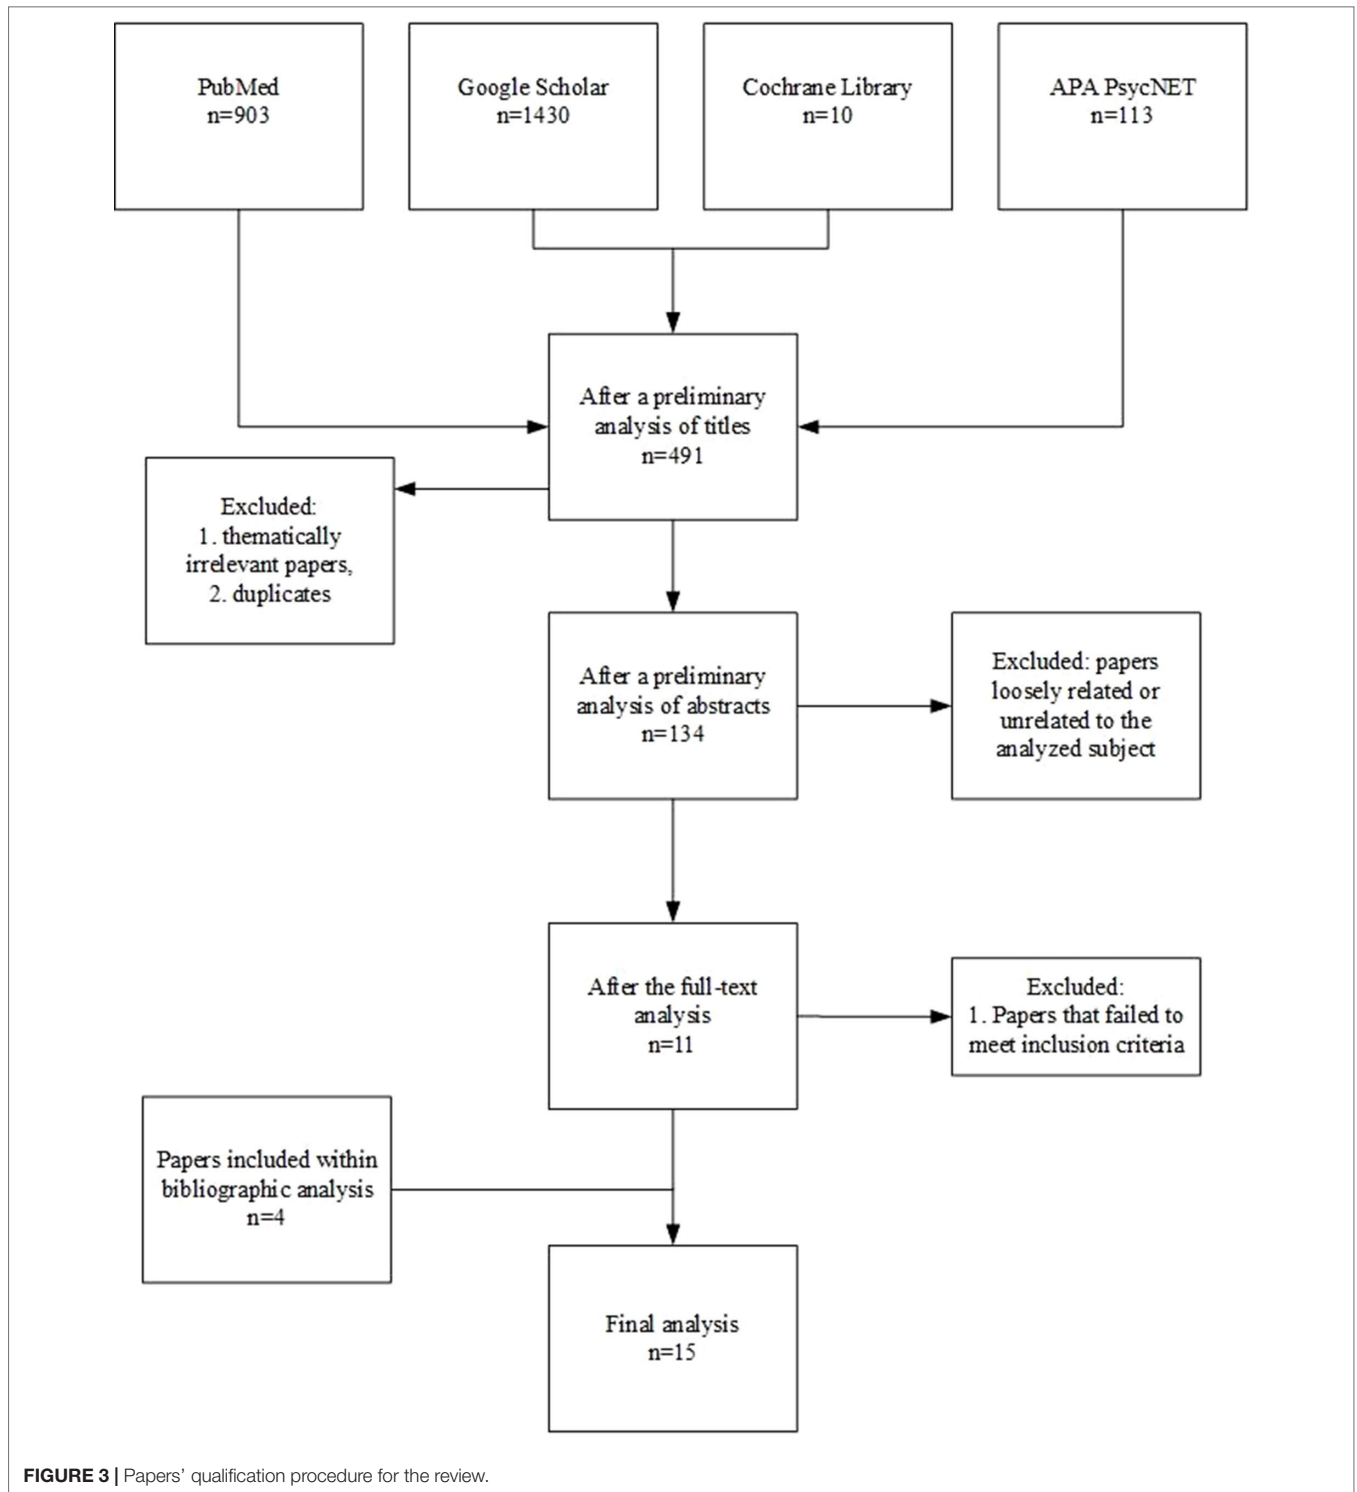 PubMed
n=903
Google Scholar
n=1430
Cochrane Library
n=10
APA PsycNET
n=113
After a preliminary
analysis of titles
n=491
Excluded:
1. thematically
irrelevant papers,
2. duplicates
After a preliminary
analysis of abstracts
n=134
Excluded: papers
loosely related or
unrelated to the
analyzed subject
After the full-text
analysis
n=11
Excluded:
1. Papers that failed to
meet inclusion criteria
Papers included within
bibliographic analysis
n=4
Final analysis
n=15
FIGURE 3 | Papers’ qualification procedure for the review.